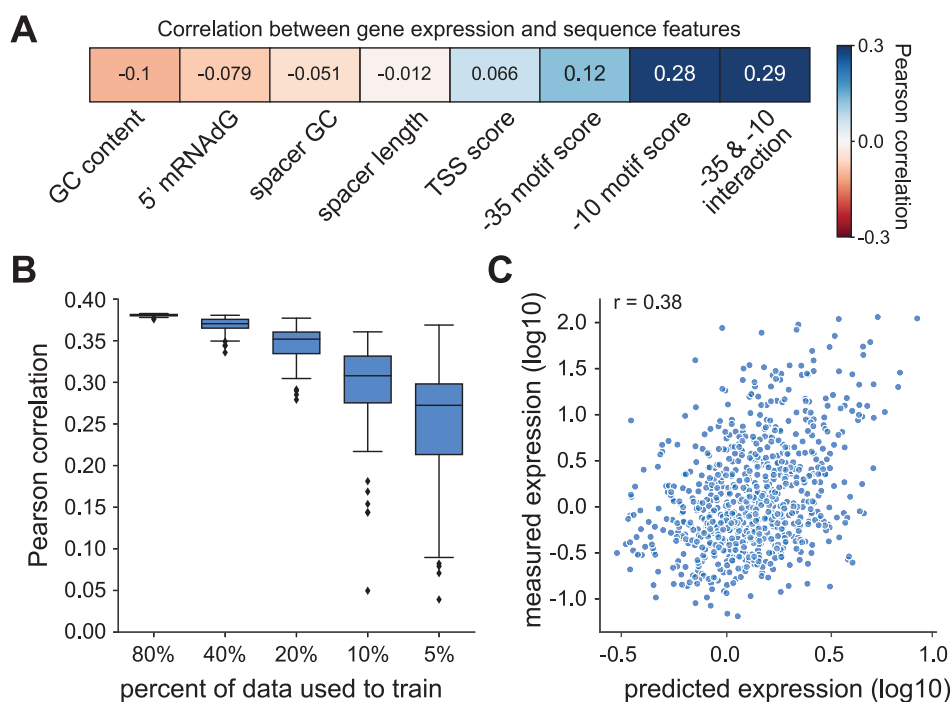 A
Correlation between gene expression and sequence features
-0.1
-0.079
-0.051
-0.012
0.066
0.12
0.28
0.29
GC content
5' mRNAdG
spacer GC
spacer length
TSS score
-35 motif score
-10 motif score
-35 & -10
interaction
0.3
0.0
-0.3
Pearson correlation
B
0.40
0.35
0.30
0.25
0.20
0.15
0.10
0.05
0.00
Pearson correlation
80%
40%
20%
10%
5%
percent of data used to train
C
r = 0.38
2.0
1.5
1.0
0.5
0.0
-0.5
-1.0
measured expression (log10)
-0.5
0.0
0.5
1.0
predicted expression (log10)